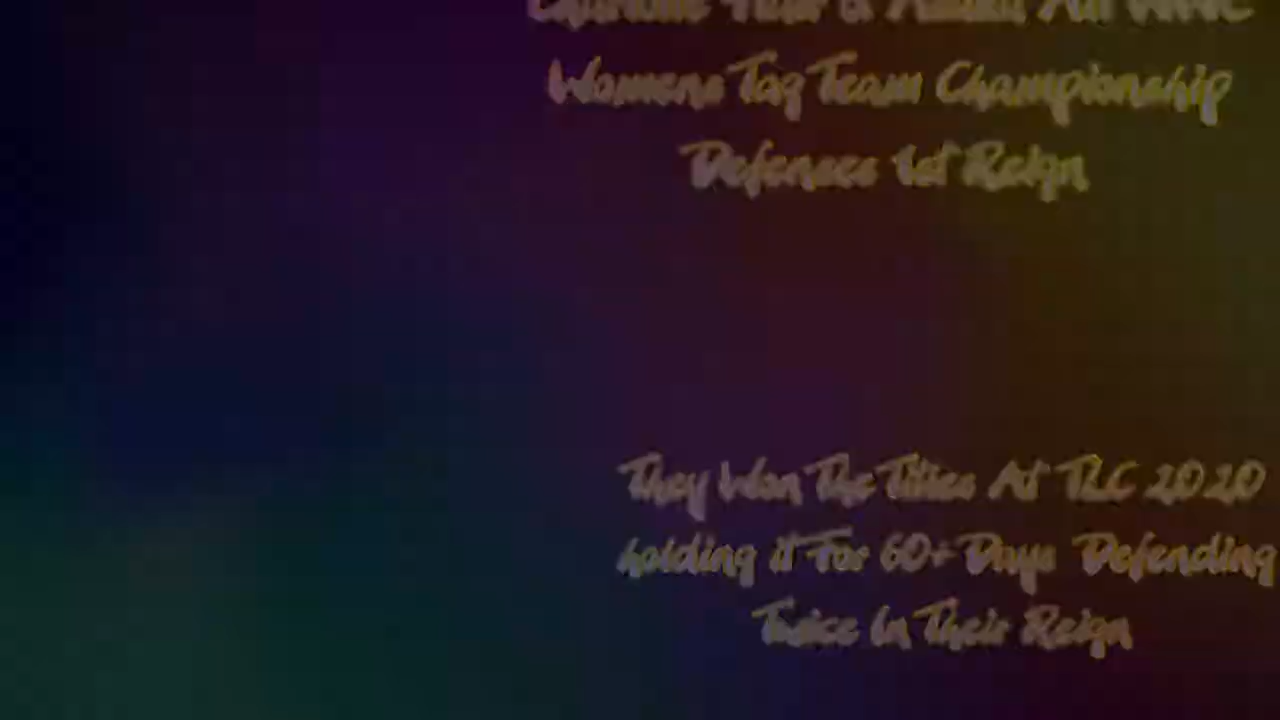 Womens Tag Team Championship
Defences 1st Reign
They Won The Titles At TLC 2020
holding it For 60+ Days Defending
Twice In Their Reign